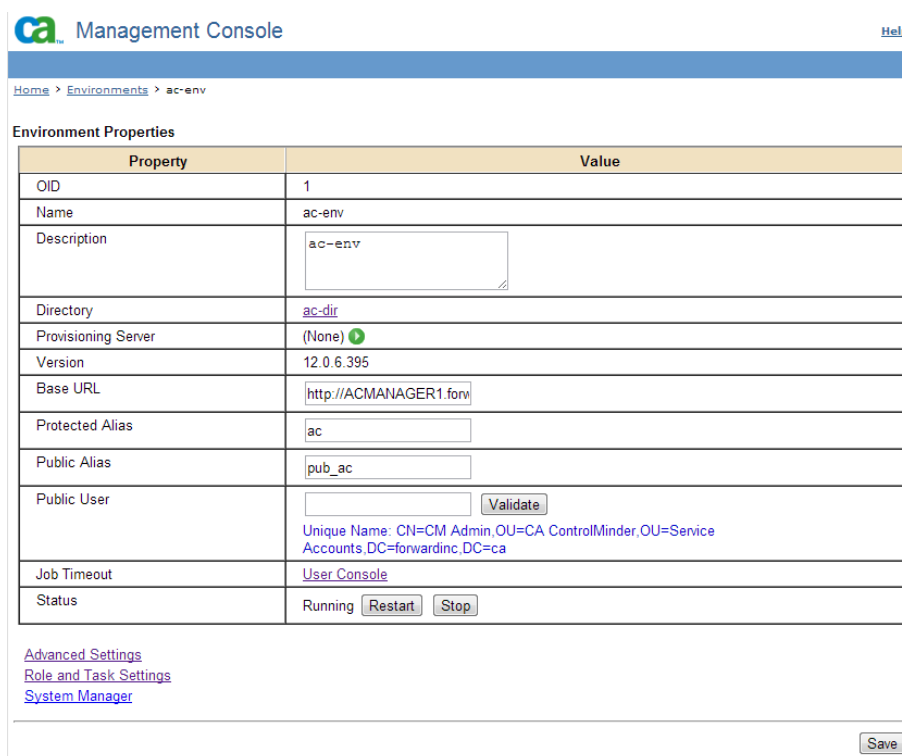 ca™ Management Console
Hel
Home > Environments > ac-env
Environment Properties
Property Value
OID 1
Name ac-env
Description ac-env
Directory ac-dir
Provisioning Server (None)
Version 12.0.6.395
Base URL http://ACMANAGER1.forw
Protected Alias ac
Public Alias pub_ac
Public User Validate
Unique Name: CN=CM Admin,OU=CA ControlMinder,OU=Service
Accounts,DC=forwardinc,DC=ca
Job Timeout User Console
Status Running Restart Stop
Advanced Settings
Role and Task Settings
System Manager
Save